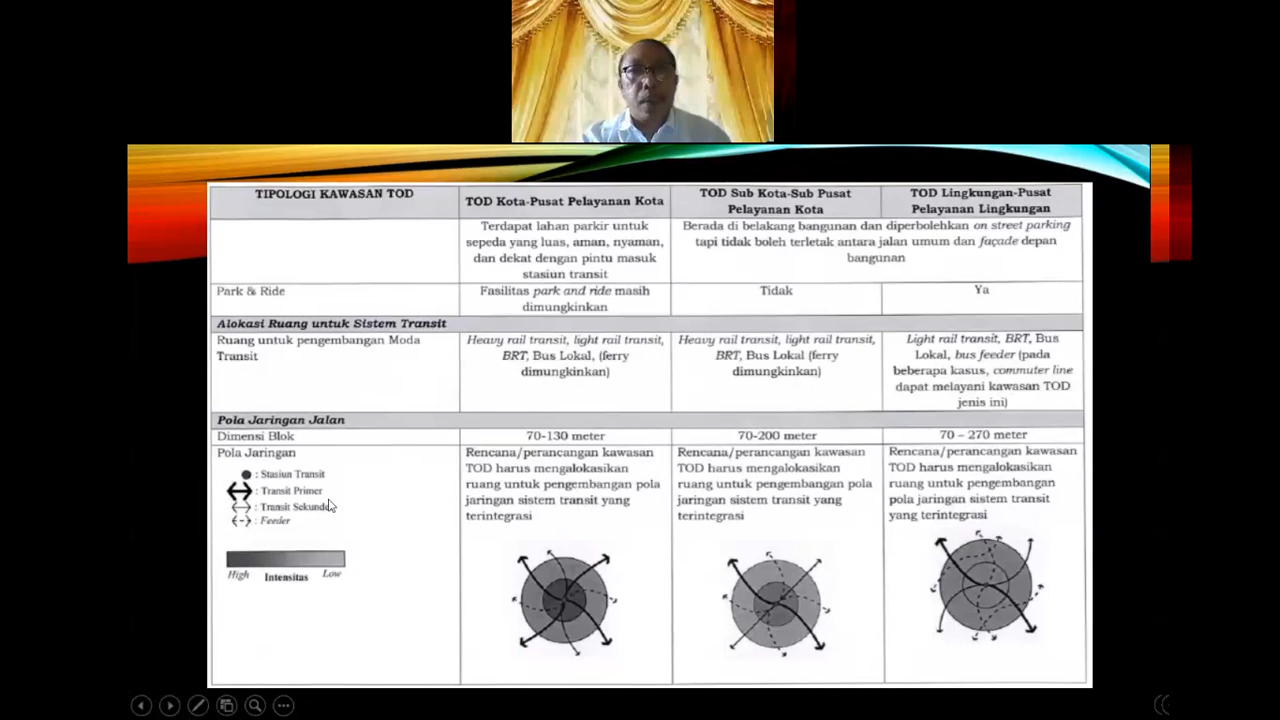 TIPOLOGI KAWASAN TOD
TOD Kota-Pusat Pelayanan Kota
TOD Sub Kota-Sub Pusat
Pelayanan Kota
TOD Lingkungan-Pusat
Pelayanan Lingkungan
Terdapat lahan parkir untuk
sepeda yang luas, aman, nyaman,
dan dekat dengan pintu masuk
stasiun transit
Berada di belakang bangunan dan diperbolehkan on street parking
tapi tidak boleh terletak antara jalan umum dan façade depan
bangunan
Park & Ride
Fasilitas park and ride masih
dimungkinkan
Tidak
Ya
Alokasi Ruang untuk Sistem Transit
Ruang untuk pengembangan Moda
Transit
Heavy rail transit, light rail transit,
BRT, Bus Lokal, (ferry
dimungkinkan)
Heavy rail transit, light rail transit,
BRT, Bus Lokal (ferry
dimungkinkan)
Light rail transit, BRT, Bus
Lokal, bus feeder (pada
beberapa kasus, commuter line
dapat melayani kawasan TOD
jenis ini)
Pola Jaringan Jalan
Dimensi Blok
70-130 meter
70-200 meter
70 – 270 meter
Pola Jaringan
: Stasiun Transit
: Transit Primer
: Transit Sekunder
: Feeder
High Intensitas Low
Rencana/perancangan kawasan
TOD harus mengalokasikan
ruang untuk pengembangan pola
jaringan sistem transit yang
terintegrasi
Rencana/perancangan kawasan
TOD harus mengalokasikan
ruang untuk pengembangan pola
jaringan sistem transit yang
terintegrasi
Rencana/perancangan kawasan
TOD harus mengalokasikan
ruang untuk pengembangan
pola jaringan sistem transit
yang terintegrasi